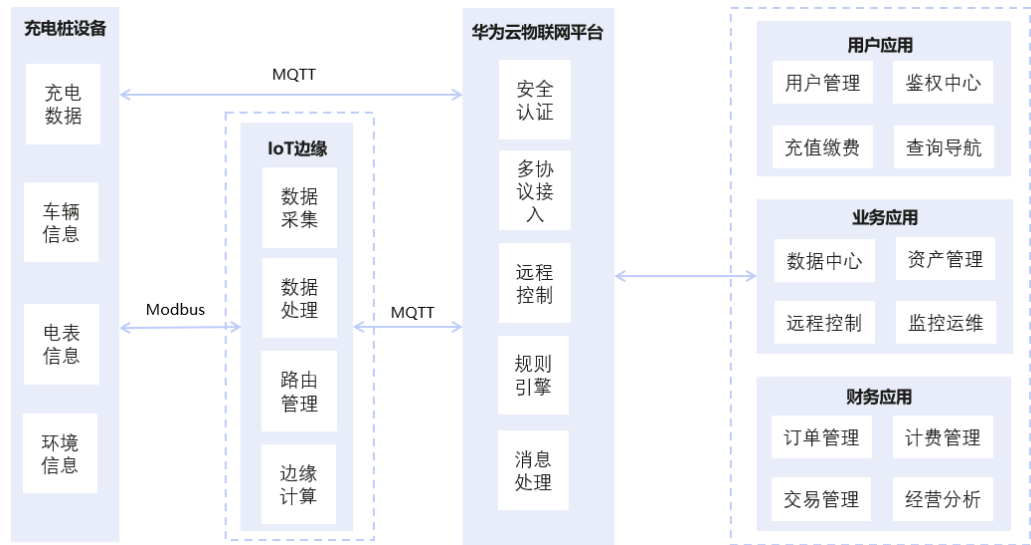 充电桩设备
充电
数据
车辆
信息
电表
信息
环境
信息
MQTT
Modbus
IoT边缘
数据
采集
数据
处理
路由
管理
边缘
计算
MQTT
华为云物联网平台
安全
认证
多协
议接
入
远程
控制
规则
引擎
消息
处理
用户应用
用户管理
鉴权中心
充值缴费
查询导航
业务应用
数据中心
资产管理
远程控制
监控运维
财务应用
订单管理
计费管理
交易管理
经营分析